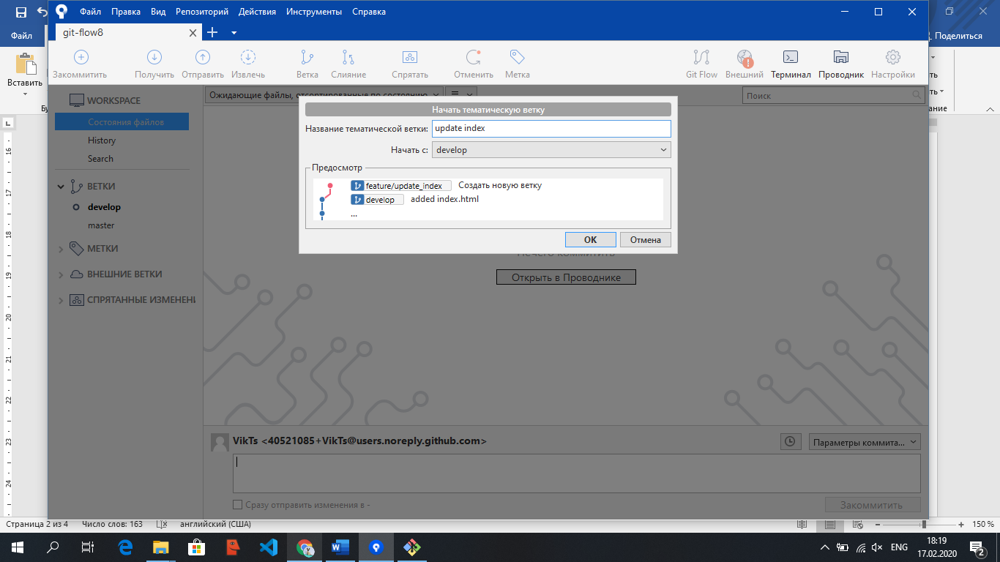 Файл Правка Вид Репозиторий Действия Инструменты Справка
Файл
git-flow8
Поделиться
Вставить
Закоммитить Получить Отправить Извлечь Ветка Слияние Спрятать Отменить Метка Git Flow Внешний Терминал Проводник Настройки
WORKSPACE
Состояния файлов
History
Search
ВЕТКИ
develop
master
МЕТКИ
ВНЕШНИЕ ВЕТКИ
СПРЯТАННЫЕ ИЗМЕНЕНИ
Ожидающие файлы, отсортированные по состоянию
Поиск
Начать тематическую ветку
Название тематической ветки: update index
Начать с: develop
Предосмотр
feature/update_index Создать новую ветку
develop added index.html
...
OK Отмена
Нечего коммитить
Открыть в Проводнике
VikTs <40521085+VikTs@users.noreply.github.com>
Параметры коммита...
Сразу отправить изменения в -
Закоммитить
16
17
18
19
20
21
22
23
24
Страница 2 из 4 Число слов: 163 английский (США) 150 %
ENG
18:19
17.02.2020
2